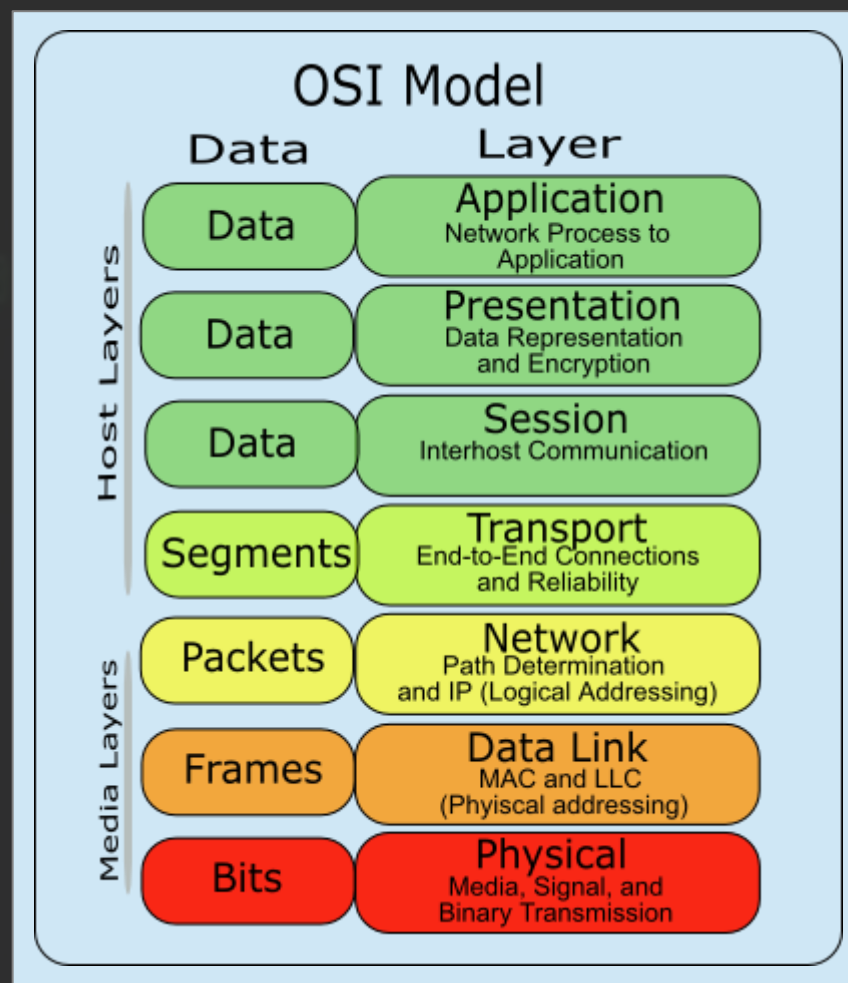 OSI Model
Data Layer
Host Layers
Data
Application
Network Process to
Application
Data
Presentation
Data Representation
and Encryption
Data
Session
Interhost Communication
Segments
Transport
End-to-End Connections
and Reliability
Media Layers
Packets
Network
Path Determination
and IP (Logical Addressing)
Frames
Data Link
MAC and LLC
(Phyiscal addressing)
Bits
Physical
Media, Signal, and
Binary Transmission